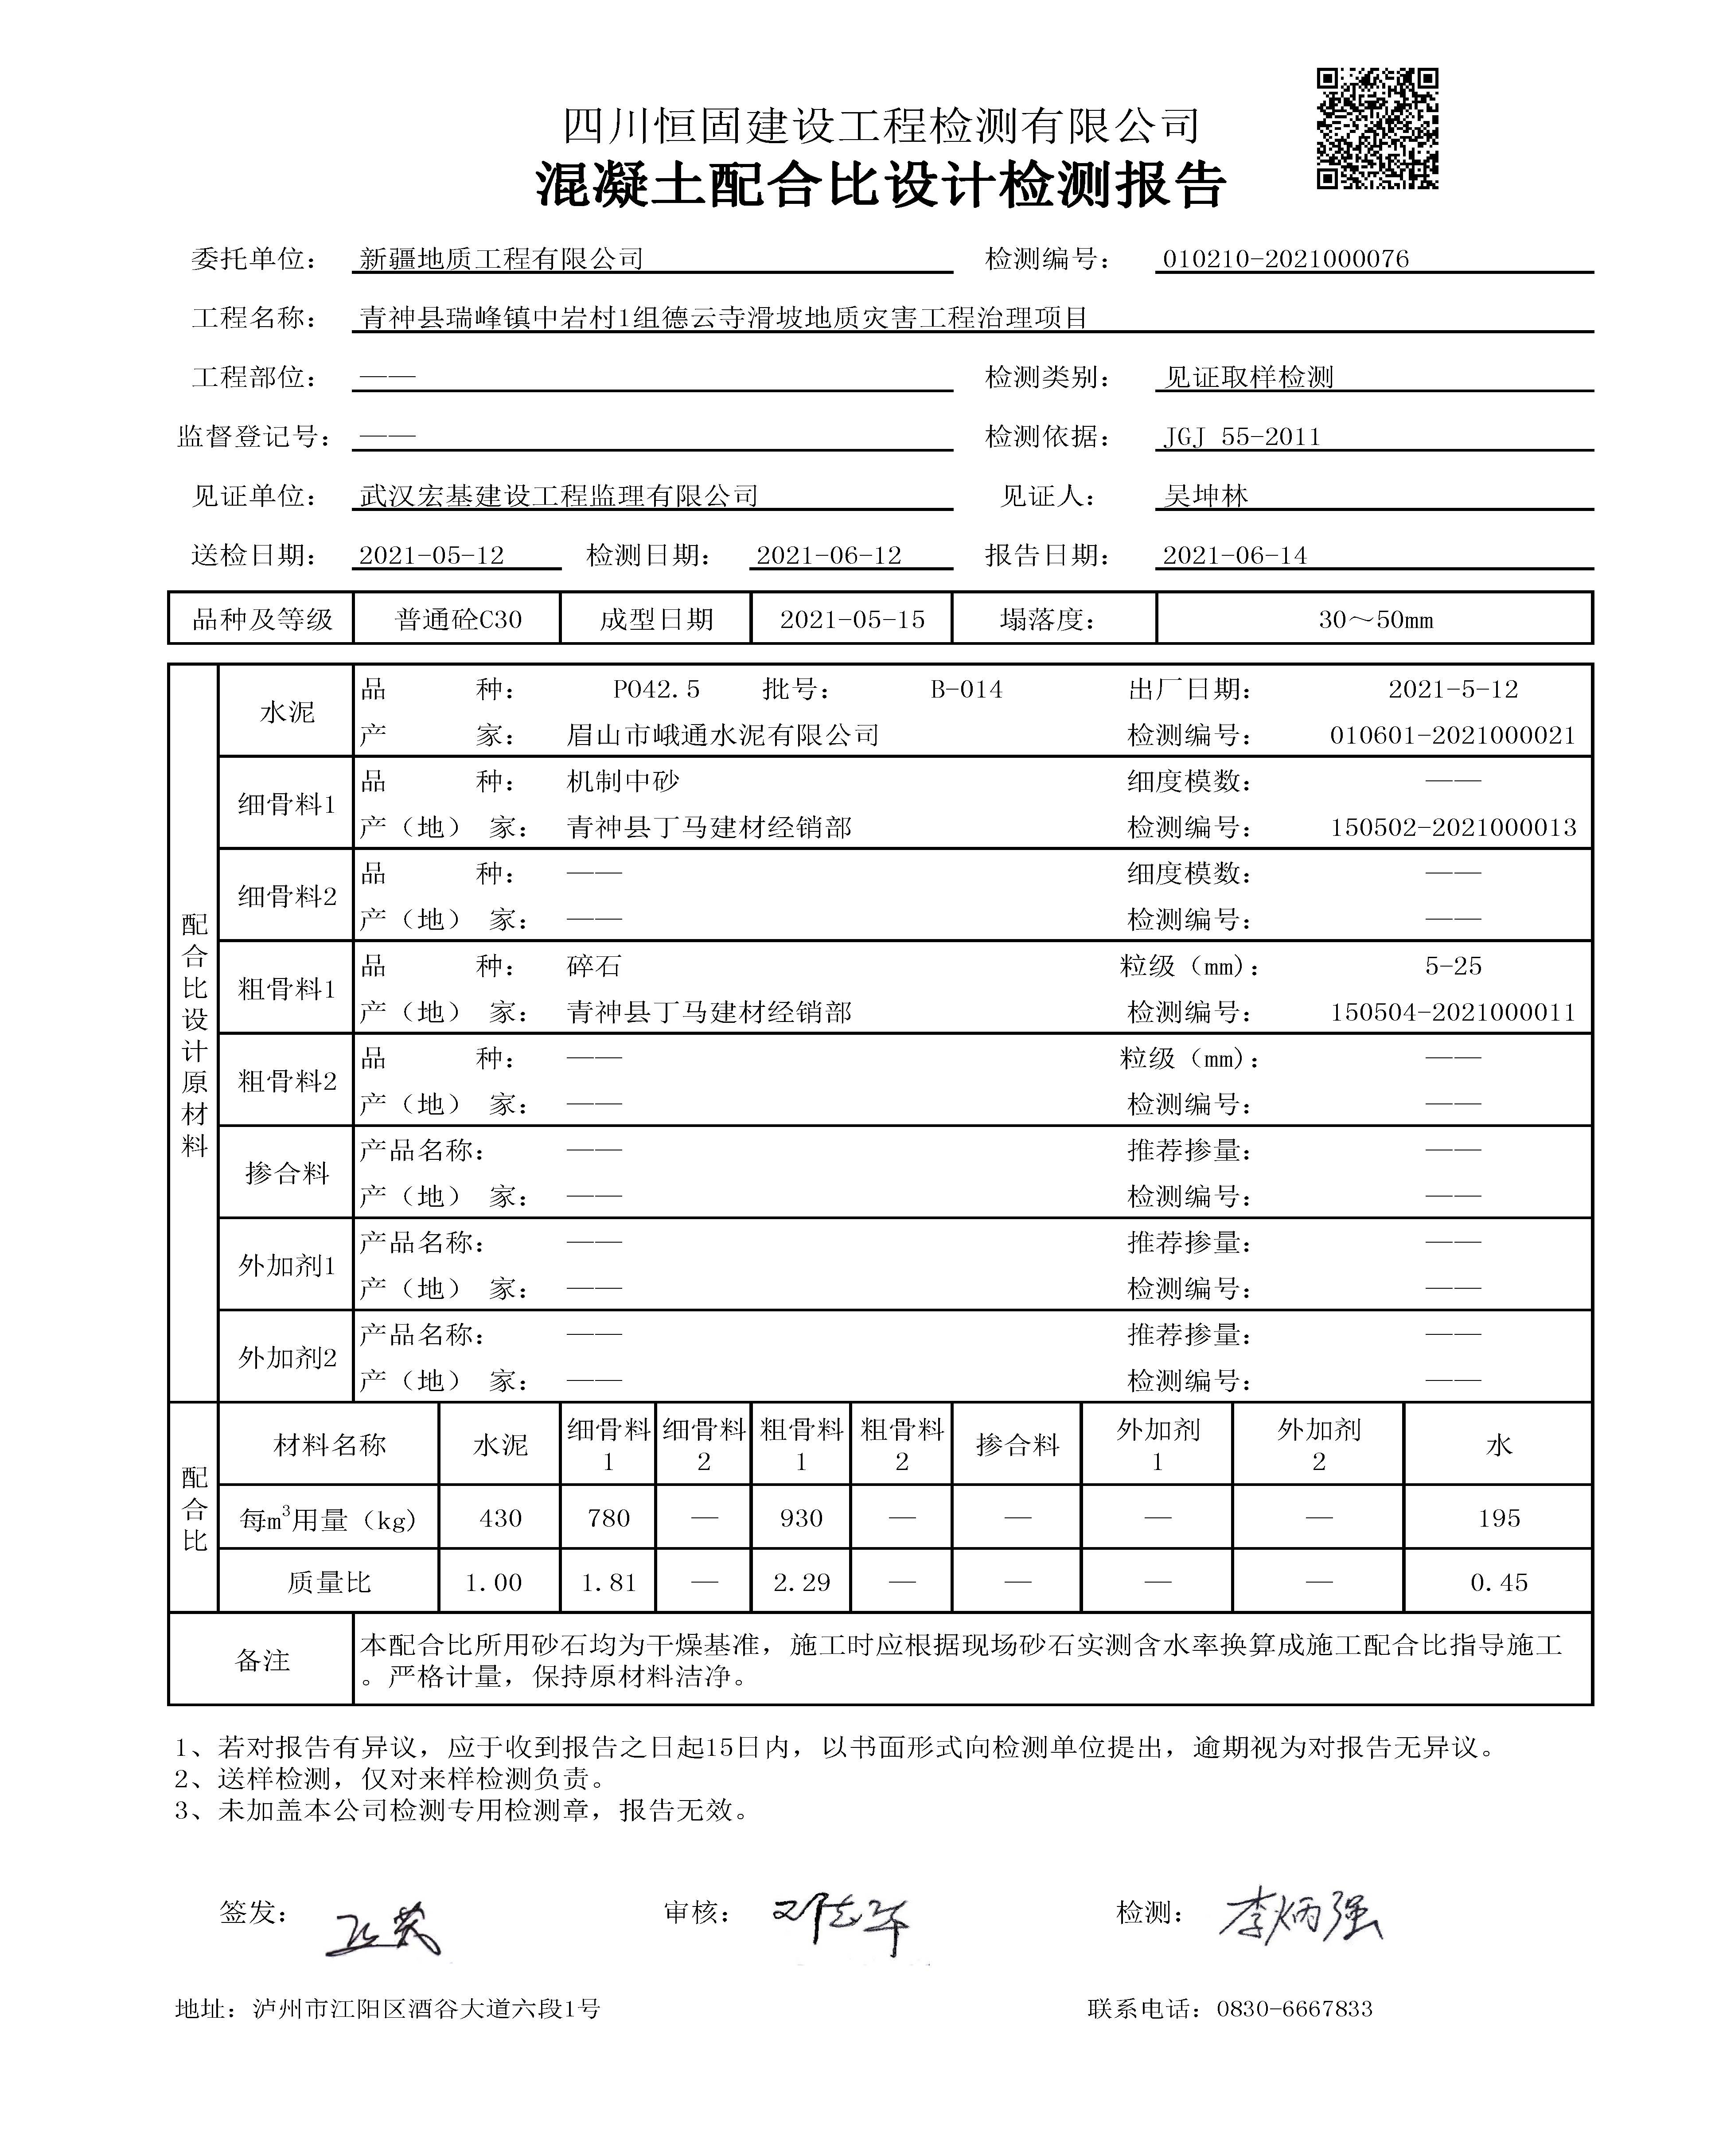 四川恒固建设工程检测有限公司
混凝土配合比设计检测报告
委托单位： 新疆地质工程有限公司 检测编号： 010210-2021000076
工程名称： 青神县瑞峰镇中岩村1组德云寺滑坡地质灾害工程治理项目
工程部位： —— 检测类别： 见证取样检测
监督登记号： —— 检测依据： JGJ 55-2011
见证单位： 武汉宏基建设工程监理有限公司 见证人： 吴坤林
送检日期： 2021-05-12 检测日期： 2021-06-12 报告日期： 2021-06-14
品种及等级 普通砼C30 成型日期 2021-05-15 塌落度： 30～50mm
配合比设计原材料
水泥
品 种： PO42.5 批号： B-014 出厂日期： 2021-5-12
产 家： 眉山市峨通水泥有限公司 检测编号： 010601-2021000021
细骨料1
品 种： 机制中砂 细度模数： ——
产（地） 家： 青神县丁马建材经销部 检测编号： 150502-2021000013
细骨料2
品 种： —— 细度模数： ——
产（地） 家： —— 检测编号： ——
粗骨料1
品 种： 碎石 粒级（mm）： 5-25
产（地） 家： 青神县丁马建材经销部 检测编号： 150504-2021000011
粗骨料2
品 种： —— 粒级（mm）： ——
产（地） 家： —— 检测编号： ——
掺合料
产品名称： —— 推荐掺量： ——
产（地） 家： —— 检测编号： ——
外加剂1
产品名称： —— 推荐掺量： ——
产（地） 家： —— 检测编号： ——
外加剂2
产品名称： —— 推荐掺量： ——
产（地） 家： —— 检测编号： ——
配合比
材料名称 水泥 细骨料1 细骨料2 粗骨料1 粗骨料2 掺合料 外加剂1 外加剂2 水
每m³用量（kg) 430 780 — 930 — — — — 195
质量比 1.00 1.81 — 2.29 — — — — 0.45
备注
本配合比所用砂石均为干燥基准，施工时应根据现场砂石实测含水率换算成施工配合比指导施工
。严格计量，保持原材料洁净。
1、若对报告有异议，应于收到报告之日起15日内，以书面形式向检测单位提出，逾期视为对报告无异议。
2、送样检测，仅对来样检测负责。
3、未加盖本公司检测专用检测章，报告无效。
签发： 审核： 检测： 李炳强
地址：泸州市江阳区酒谷大道六段1号 联系电话：0830-6667833